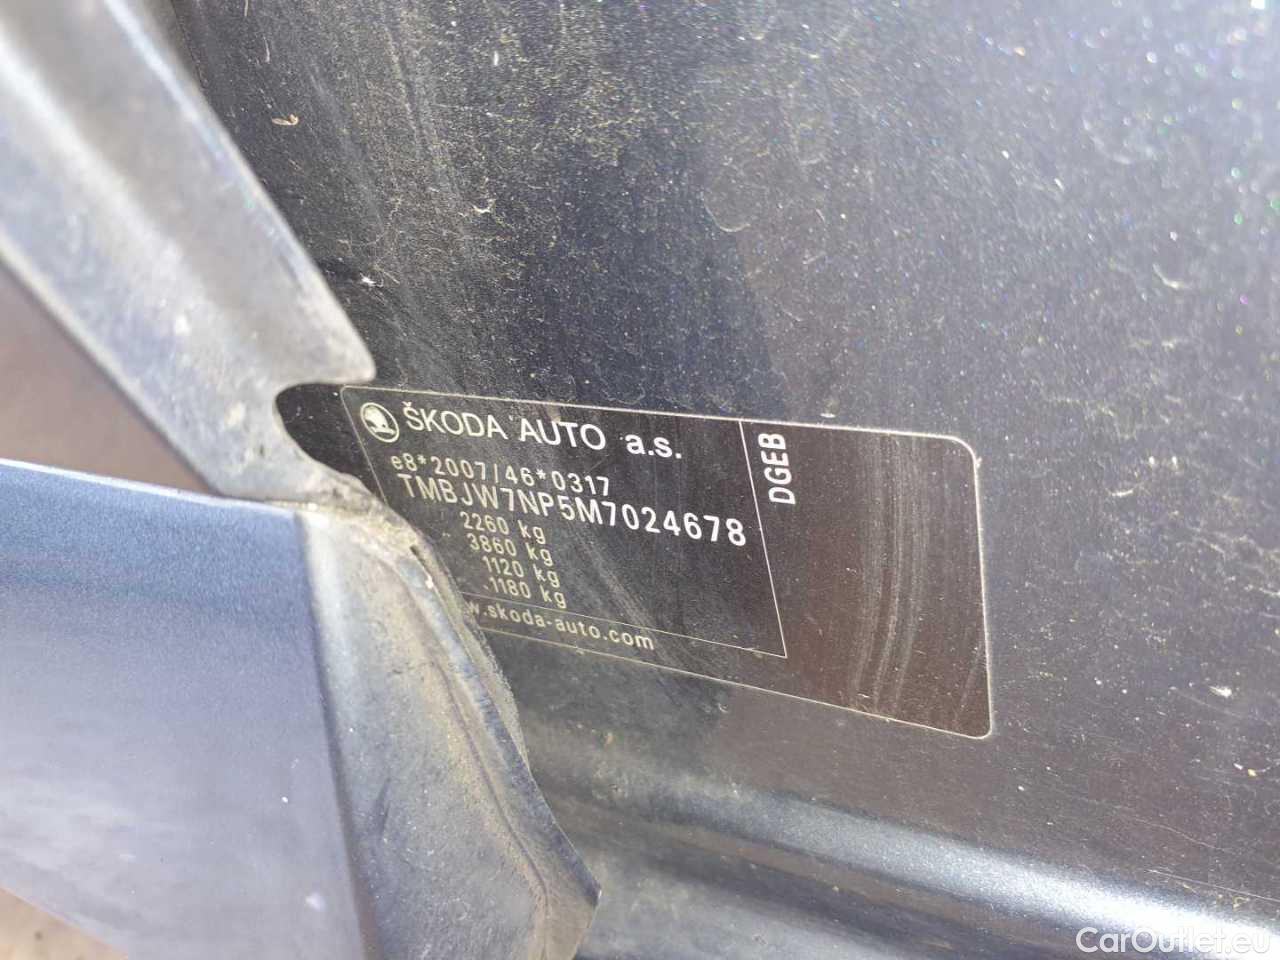 ŠKODA AUTO a.s.
e8*2007/46*0317
TMBJW7NP5M7024678
2260 kg
3860 kg
1120 kg
1180 kg
w.skoda-auto.com
DGEB
CarOutlet.eu